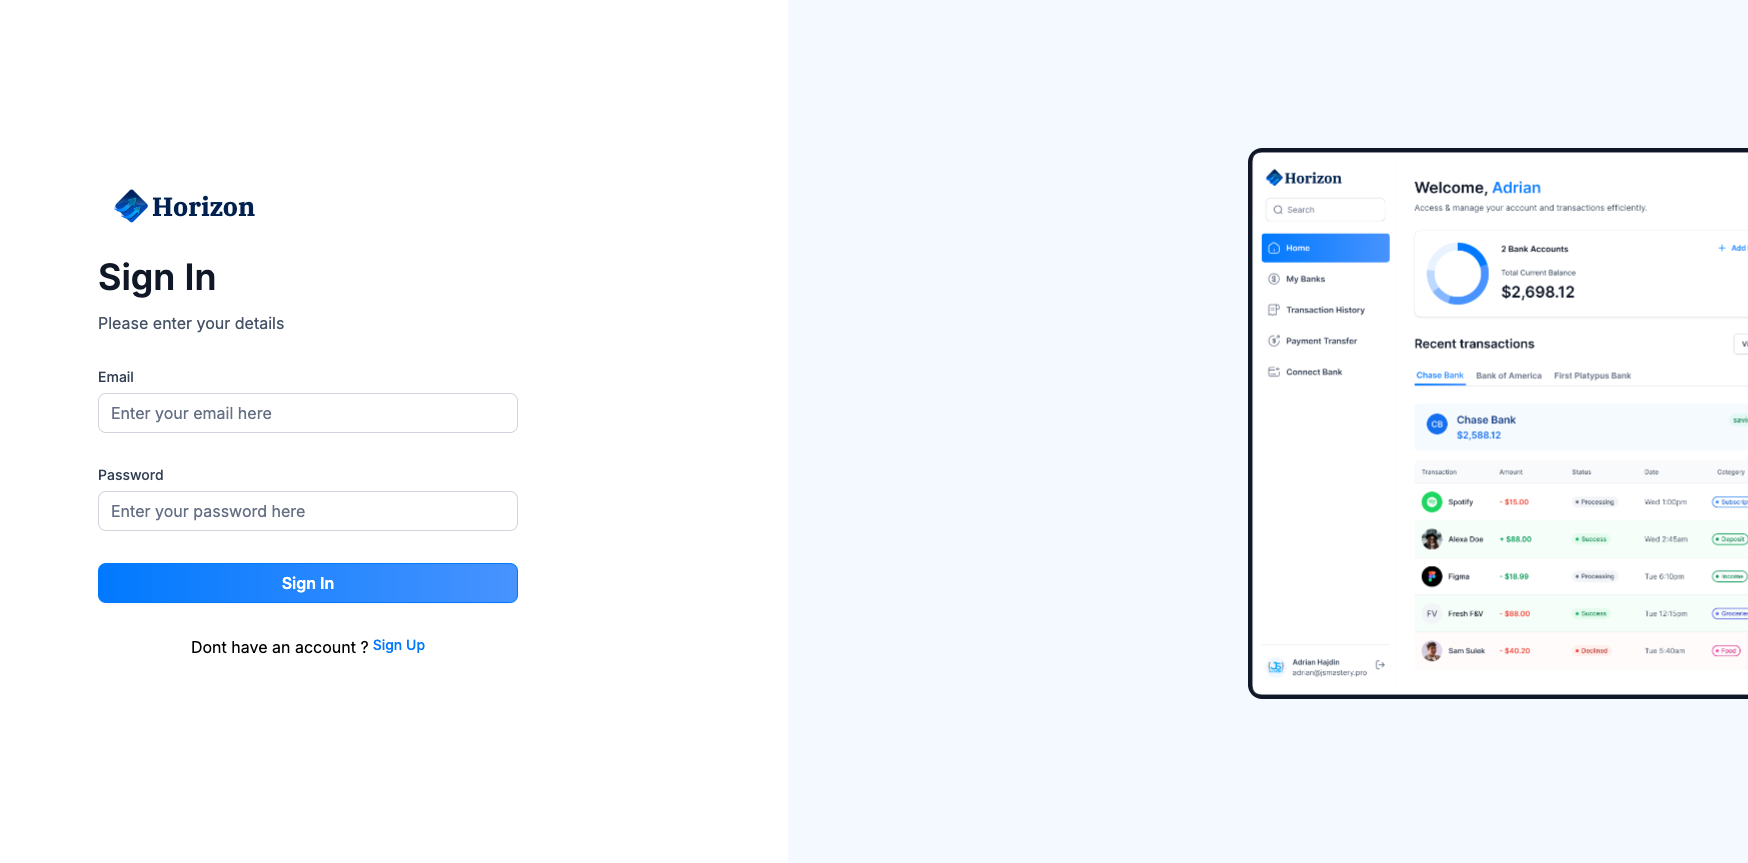 Horizon
Sign In
Please enter your details
Email
Enter your email here
Password
Enter your password here
Sign In
Dont have an account ? Sign Up
Horizon
Search
Home
My Banks
Transaction History
Payment Transfer
Connect Bank
Adrian Hajdin
adrian@jsmastery.pro
Welcome, Adrian
Access & manage your account and transactions efficiently.
2 Bank Accounts
+ Add
Total Current Balance
$2,698.12
Recent transactions
Chase Bank Bank of America First Platypus Bank
CB Chase Bank
$2,588.12
Transaction Amount Status Date Category
Spotify - $15.00 Processing Wed 1:00pm Subscrip
Alexa Doe + $88.00 Success Wed 2:45am Deposit
Figma - $18.99 Processing Tue 6:10pm Income
FV Fresh F&V - $88.00 Success Tue 12:15pm Groceries
Sam Sulek - $40.20 Declined Tue 5:40am Food